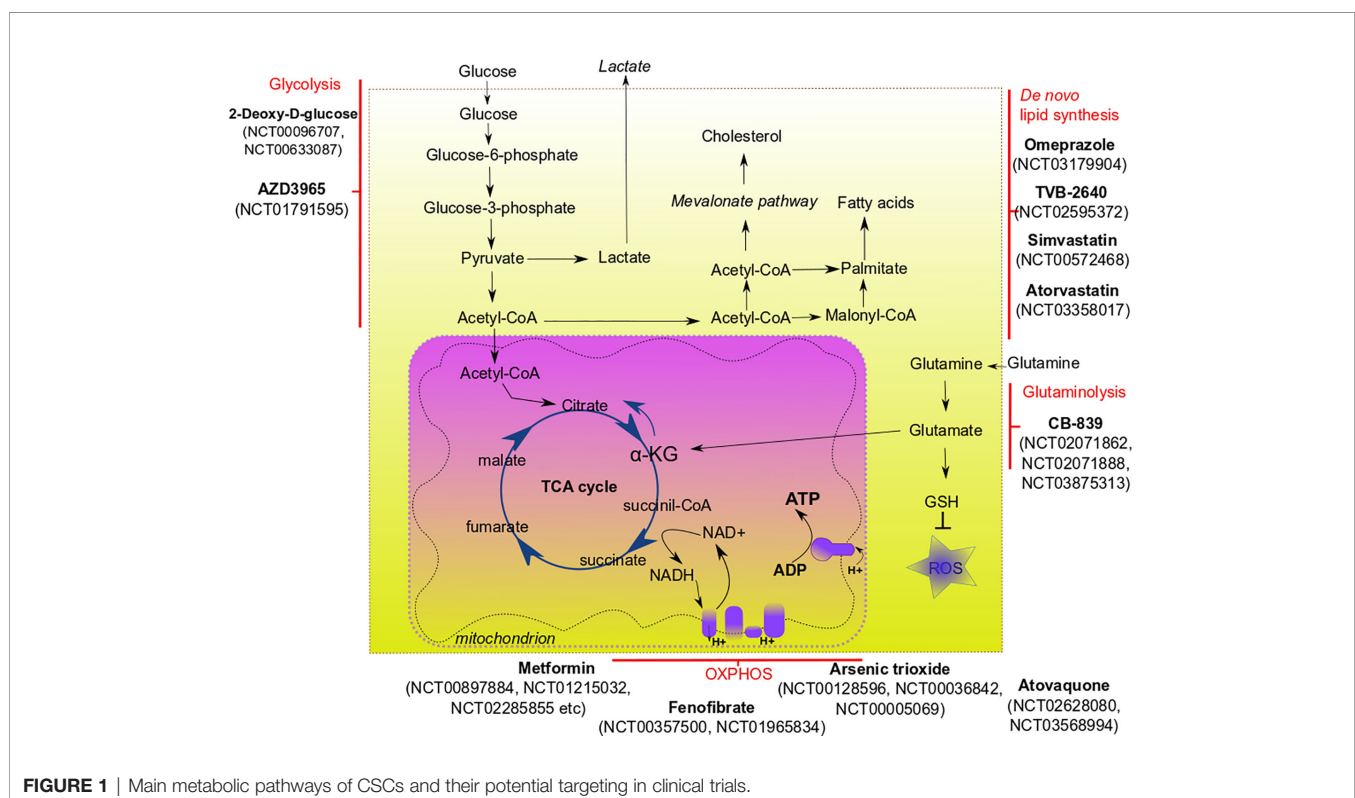 Glycolysis
2-Deoxy-D-glucose
(NCT00096707,
NCT00633087)
AZD3965
(NCT01791595)
Glucose
Glucose
Glucose-6-phosphate
Glucose-3-phosphate
Pyruvate
Acetyl-CoA
Lactate
Lactate
Cholesterol
Mevalonate pathway
Fatty acids
Acetyl-CoA
Palmitate
Acetyl-CoA
Malonyl-CoA
De novo
lipid synthesis
Omeprazole
(NCT03179904)
TVB-2640
(NCT02595372)
Simvastatin
(NCT00572468)
Atorvastatin
(NCT03358017)
Acetyl-CoA
Citrate
α-KG
malate
TCA cycle
succinil-CoA
fumarate
succinate
NAD+
NADH
ATP
ADP
H+
H+
H+
mitochondrion
Glutamine
Glutamine
Glutamate
GSH
ROS
Glutaminolysis
CB-839
(NCT02071862,
NCT02071888,
NCT03875313)
OXPHOS
Metformin
(NCT00897884, NCT01215032,
NCT02285855 etc)
Fenofibrate
(NCT00357500, NCT01965834)
Arsenic trioxide
(NCT00128596, NCT00036842,
NCT00005069)
Atovaquone
(NCT02628080,
NCT03568994)
FIGURE 1 | Main metabolic pathways of CSCs and their potential targeting in clinical trials.